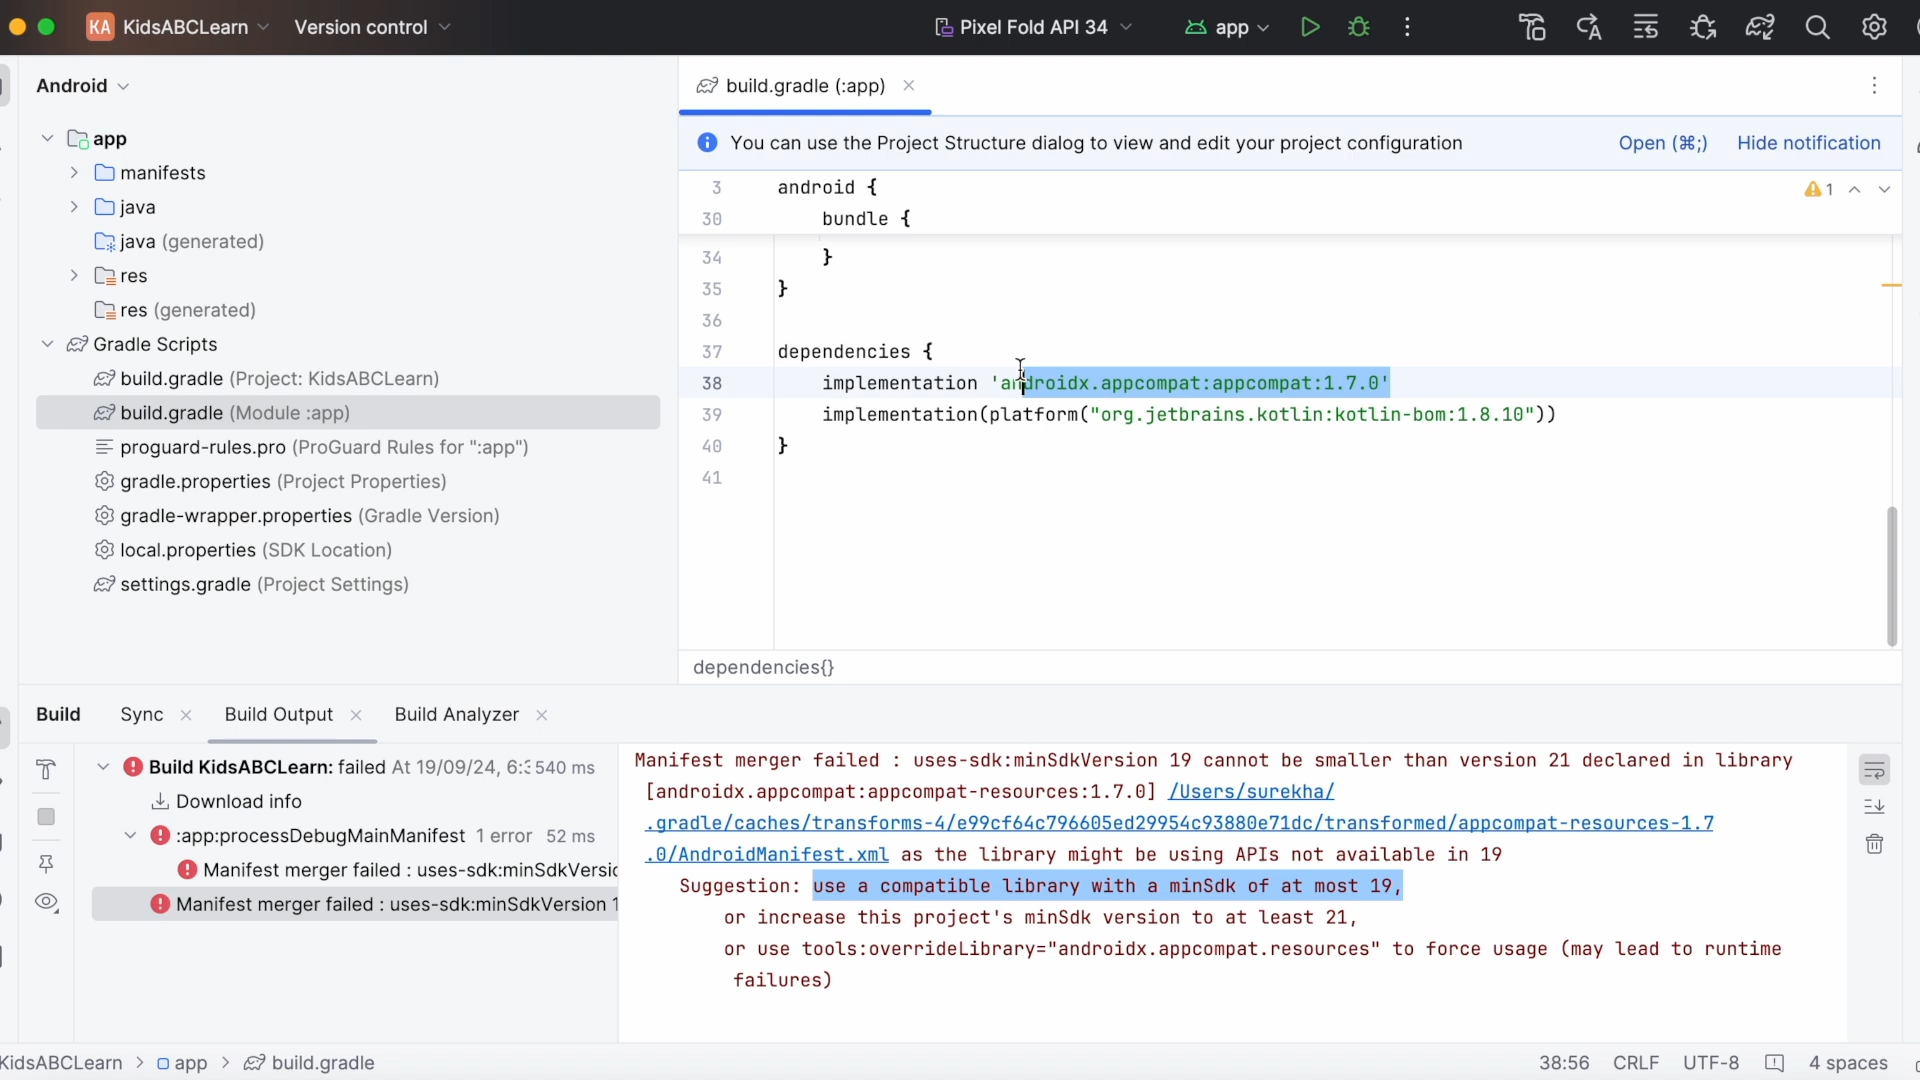 KA KidsABCLearn Version control Pixel Fold API 34 app
Android
build.gradle (:app)
You can use the Project Structure dialog to view and edit your project configuration Open (⌘;) Hide notification
app
manifests
java
java (generated)
res
res (generated)
Gradle Scripts
build.gradle (Project: KidsABCLearn)
build.gradle (Module :app)
proguard-rules.pro (ProGuard Rules for ":app")
gradle.properties (Project Properties)
gradle-wrapper.properties (Gradle Version)
local.properties (SDK Location)
settings.gradle (Project Settings)
3 android {
1
30 bundle {
34 }
35 }
36
37 dependencies {
38 implementation 'androidx.appcompat:appcompat:1.7.0'
39 implementation(platform("org.jetbrains.kotlin:kotlin-bom:1.8.10"))
40 }
41
dependencies{}
Build Sync Build Output Build Analyzer
Build KidsABCLearn: failed At 19/09/24, 6:3 540 ms
Download info
:app:processDebugMainManifest 1 error 52 ms
Manifest merger failed : uses-sdk:minSdkVersic
Manifest merger failed : uses-sdk:minSdkVersion 1
Manifest merger failed : uses-sdk:minSdkVersion 19 cannot be smaller than version 21 declared in library
[androidx.appcompat:appcompat-resources:1.7.0] /Users/surekha/
.gradle/caches/transforms-4/e99cf64c796605ed29954c93880e71dc/transformed/appcompat-resources-1.7
.0/AndroidManifest.xml as the library might be using APIs not available in 19
Suggestion: use a compatible library with a minSdk of at most 19,
or increase this project's minSdk version to at least 21,
or use tools:overrideLibrary="androidx.appcompat.resources" to force usage (may lead to runtime
failures)
KidsABCLearn > app > build.gradle 38:56 CRLF UTF-8 4 spaces